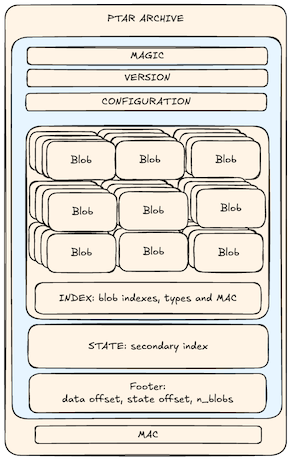 PTAR ARCHIVE
MAGIC
VERSION
CONFIGURATION
Blob Blob Blob
Blob Blob Blob
Blob Blob Blob
INDEX: blob indexes, types and MAC
STATE: secondary index
Footer:
data offset, state offset, n_blobs
MAC